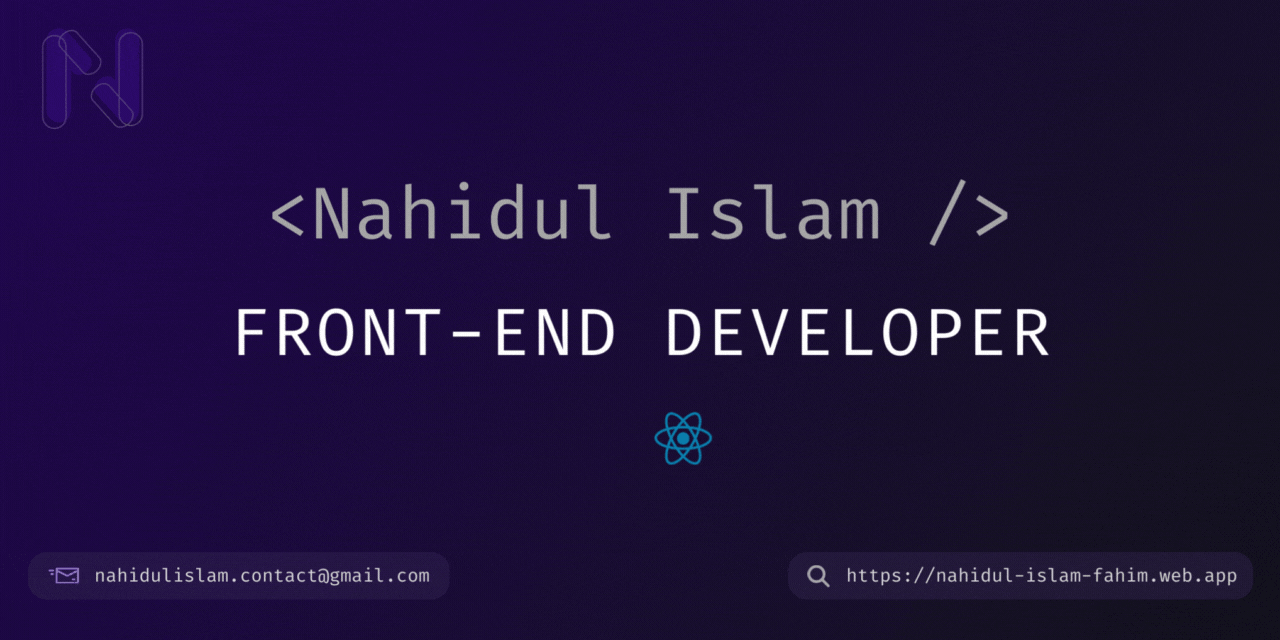 <Nahidul Islam />
FRONT-END DEVELOPER
nahidulislam.contact@gmail.com
https://nahidul-islam-fahim.web.app